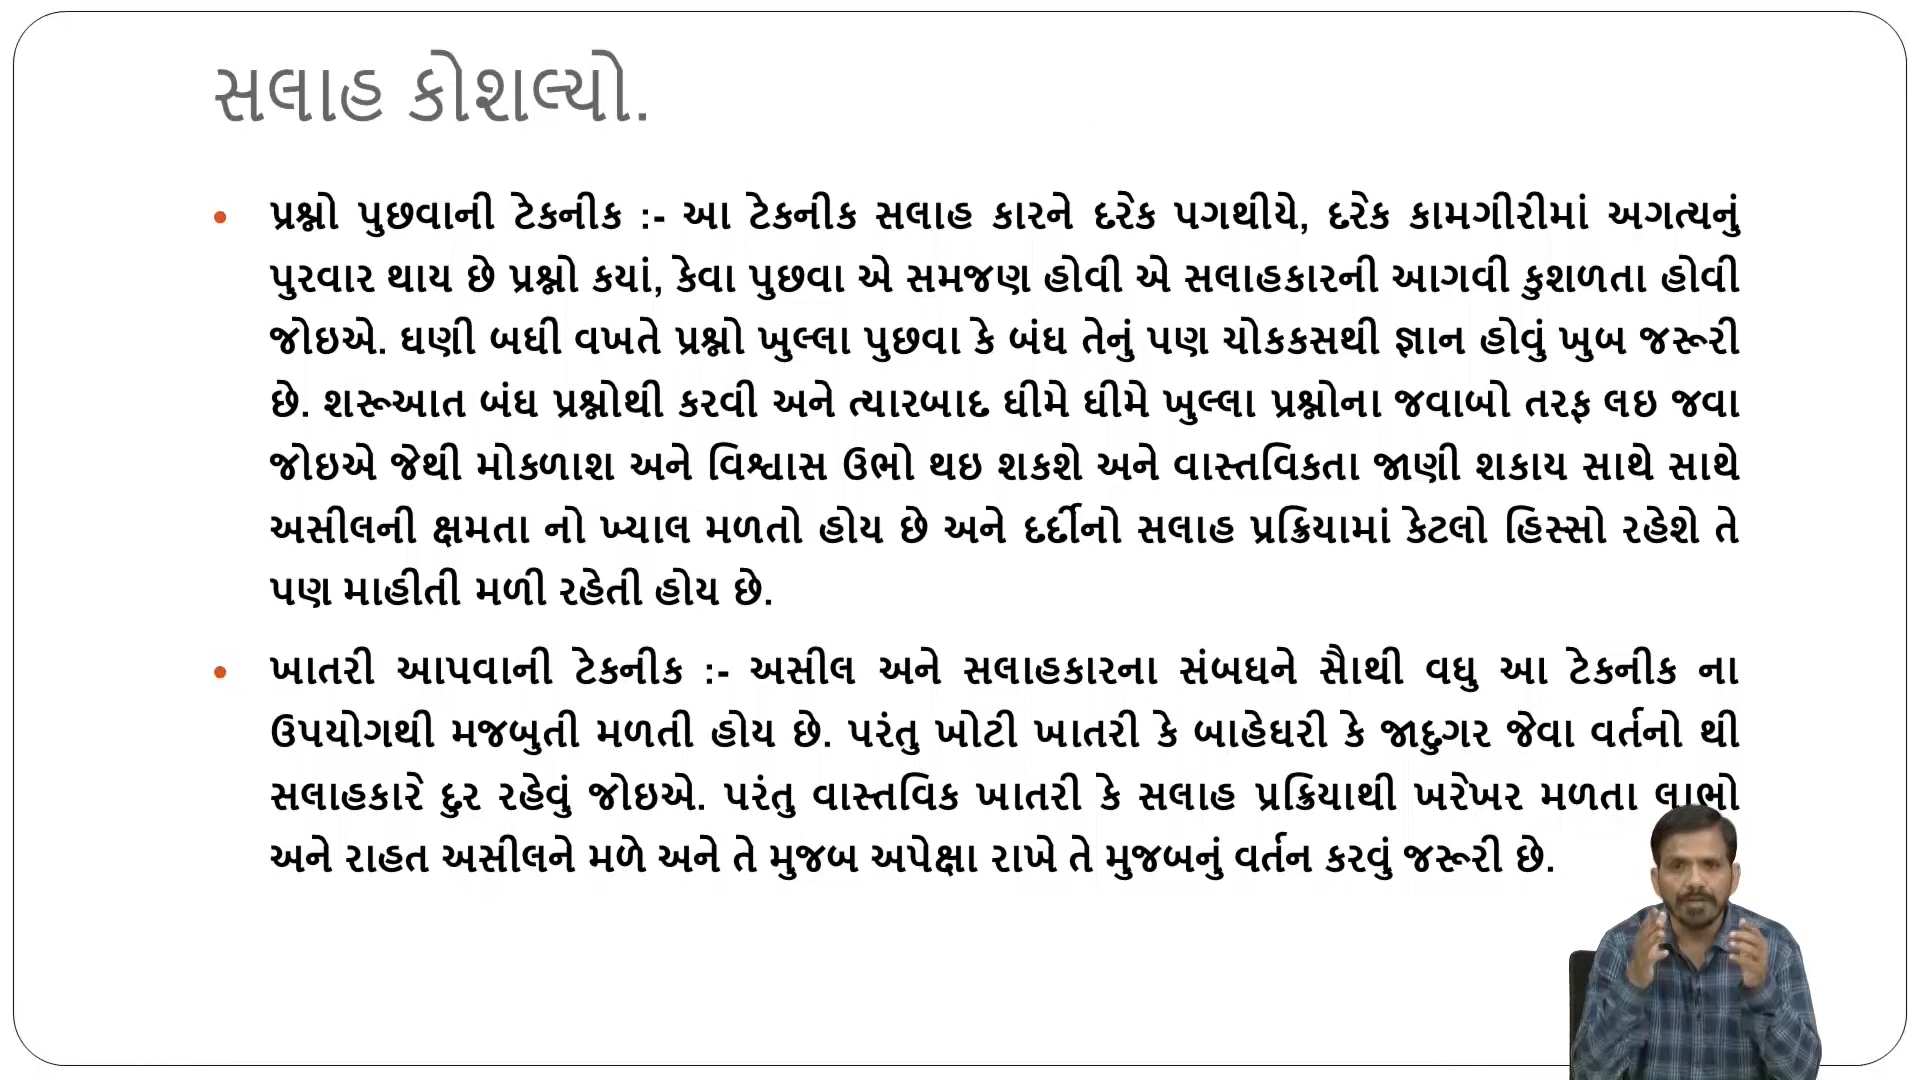 સલાહ કોશલ્યો.
• પ્રશ્નો પુછવાની ટેકનીક :- આ ટેકનીક સલાહ કારને દરેક પગથીયે, દરેક કામગીરીમાં અગત્યનું
પુરવાર થાય છે પ્રશ્નો કયાં, કેવા પુછવા એ સમજણ હોવી એ સલાહકારની આગવી કુશળતા હોવી
જોઇએ. ઘણી બધી વખતે પ્રશ્નો ખુલ્લા પુછવા કે બંધ તેનું પણ ચોકકસથી જ્ઞાન હોવું ખુબ જરૂરી
છે. શરૂઆત બંધ પ્રશ્નોથી કરવી અને ત્યારબાદ ધીમે ધીમે ખુલ્લા પ્રશ્નોના જવાબો તરફ લઇ જવા
જોઇએ જેથી મોકળાશ અને વિશ્વાસ ઉભો થઇ શકશે અને વાસ્તવિકતા જાણી શકાય સાથે સાથે
અસીલની ક્ષમતા નો ખ્યાલ મળતો હોય છે અને દર્દીનો સલાહ પ્રક્રિયામાં કેટલો હિસ્સો રહેશે તે
પણ માહીતી મળી રહેતી હોય છે.
• ખાતરી આપવાની ટેકનીક :- અસીલ અને સલાહકારના સંબધને સૈાથી વધુ આ ટેકનીક ના
ઉપયોગથી મજબુતી મળતી હોય છે. પરંતુ ખોટી ખાતરી કે બાહેધરી કે જાદુગર જેવા વર્તનો થી
સલાહકારે દુર રહેવું જોઇએ. પરંતુ વાસ્તવિક ખાતરી કે સલાહ પ્રક્રિયાથી ખરેખર મળતા લાભો
અને રાહત અસીલને મળે અને તે મુજબ અપેક્ષા રાખે તે મુજબનું વર્તન કરવું જરૂરી છે.